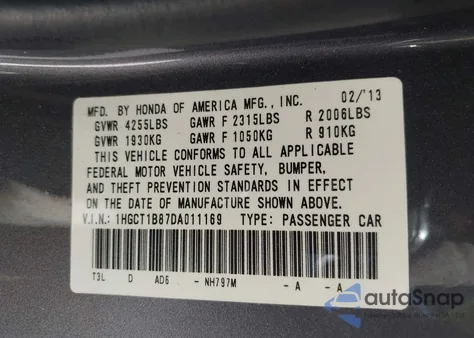 MFD. BY HONDA OF AMERICA MFG., INC. 02/'13
GVWR 4255LBS GAWR F 2315LBS R 2006LBS
GVWR 1930KG GAWR F 1050KG R 910KG
THIS VEHICLE CONFORMS TO ALL APPLICABLE
FEDERAL MOTOR VEHICLE SAFETY, BUMPER,
AND THEFT PREVENTION STANDARDS IN EFFECT
ON THE DATE OF MANUFACTURE SHOWN ABOVE.
V.I.N.: 1HGCT1B87DA011169 TYPE: PASSENGER CAR
T3L D AD6 - NH797M - A - A
autoSnap